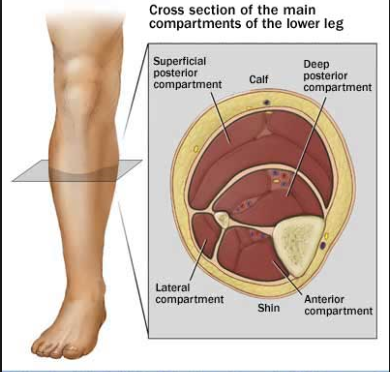 Cross section of the main
compartments of the lower leg
Superficial
posterior
compartment
Calf
Deep
posterior
compartment
Lateral
compartment
Shin
Anterior
compartment